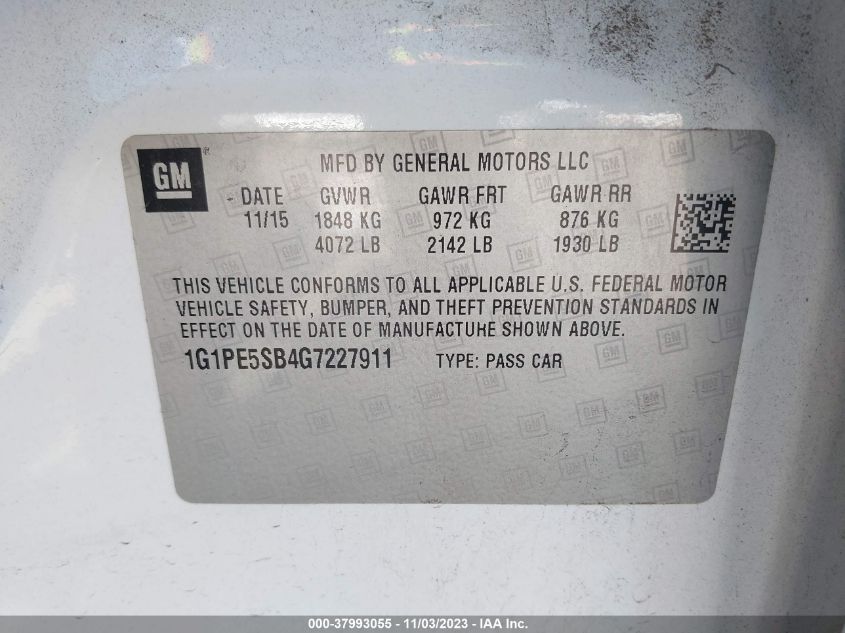 GM
MFD BY GENERAL MOTORS LLC
DATE GVWR GAWR FRT GAWR RR
11/15 1848 KG 972 KG 876 KG
4072 LB 2142 LB 1930 LB
THIS VEHICLE CONFORMS TO ALL APPLICABLE U.S. FEDERAL MOTOR
VEHICLE SAFETY, BUMPER, AND THEFT PREVENTION STANDARDS IN
EFFECT ON THE DATE OF MANUFACTURE SHOWN ABOVE.
1G1PE5SB4G7227911 TYPE: PASS CAR
000-37993055 - 11/03/2023 - IAA Inc.